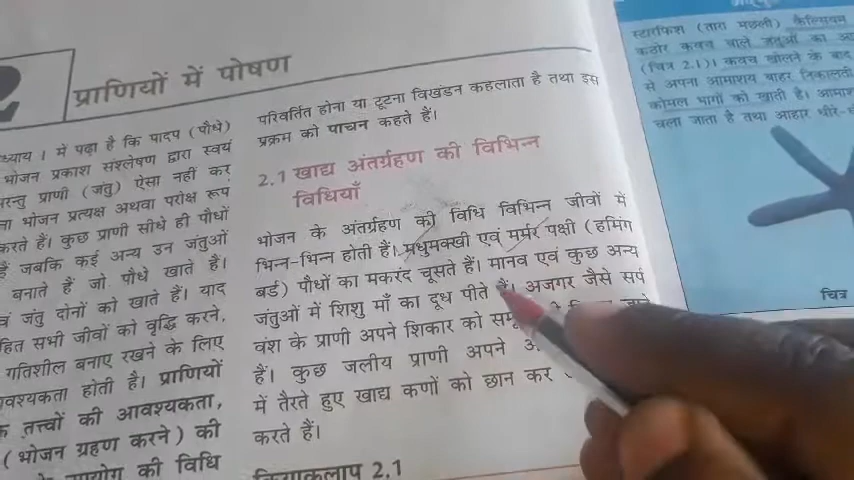 प्राणियों में पोषण
ध्याय 1 में पढ़ा है कि पादप (पौधे)
भोजन प्रकाश संश्लेषण द्वारा स्वयं
परन्तु प्राणी (जंतु) ऐसा नहीं कर
भोजन प्रत्यक्ष अथवा परोक्ष रूप
करते हैं। कुछ प्राणी सीधे ही पौधों
हैं जबकि कई अन्य उन जंतुओं
बनाते हैं जो पौधे खाते हैं।
जंतु दोनों को खाते हैं। याद
हित सभी जीवों को वृद्धि करने,
गतिशील बनाए रखने के लिए
आवश्यकता होती है। प्राणियों
तत्त्वों की आवश्यकता,
(भोजन ग्रहण करने) की
की विधि
परिवर्तित होना या टूटना विखंडन कहलाता है तथा इस
प्रक्रम को पाचन कहते हैं।
2.1 खाद्य अंतर्ग्रहण की विभिन्न
विधियाँ
भोजन के अंतर्ग्रहण की विधि विभिन्न जीवों में
भिन्न-भिन्न होती हैं। मधुमक्खी एवं मर्मर पक्षी (हमिंग
बर्ड) पौधों का मकरंद चूसते हैं। मानव एवं कुछ अन्य
जंतुओं में शिशु माँ का दूध पीते हैं। अजगर जैसे सर्प
वंश के प्राणी अपने शिकार को
हैं। कुछ जलीय प्राणी अपने
में तैरते हुए खाद्य कणों को छान कर
करते हैं।
क्रियाकलाप 2.1
स्टारफिश (तारा मछली) कैल्सियम
कठोर कवच वाले जंतुओं का
(चित्र 2.1)। कवच खोलने के बाद
से अपना आमाशय बाहर निकालती
कोमल भागों को खाती है।
चला जाता है तथा आहार
चित्र